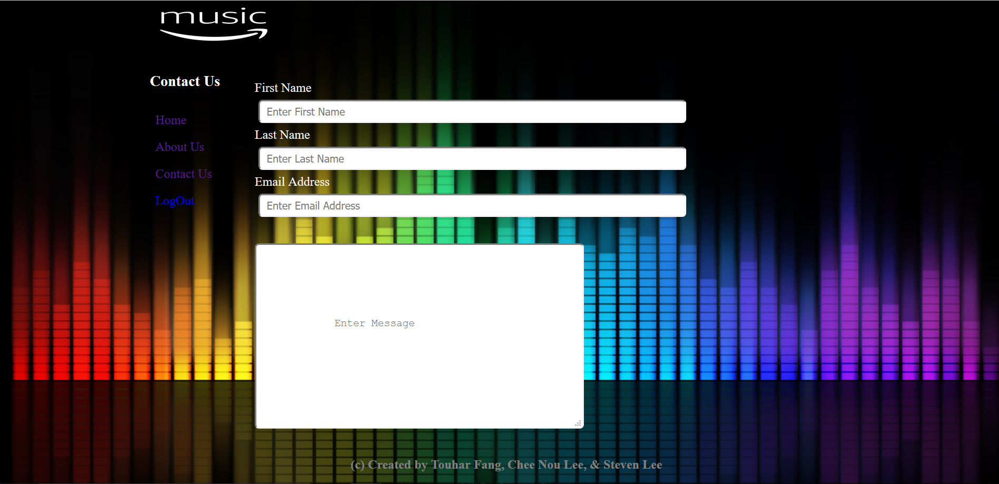 music
Contact Us
Home
About Us
Contact Us
LogOut
First Name
Enter First Name
Last Name
Enter Last Name
Email Address
Enter Email Address
Enter Message
(c) Created by Touhar Fang, Chee Nou Lee, & Steven Lee